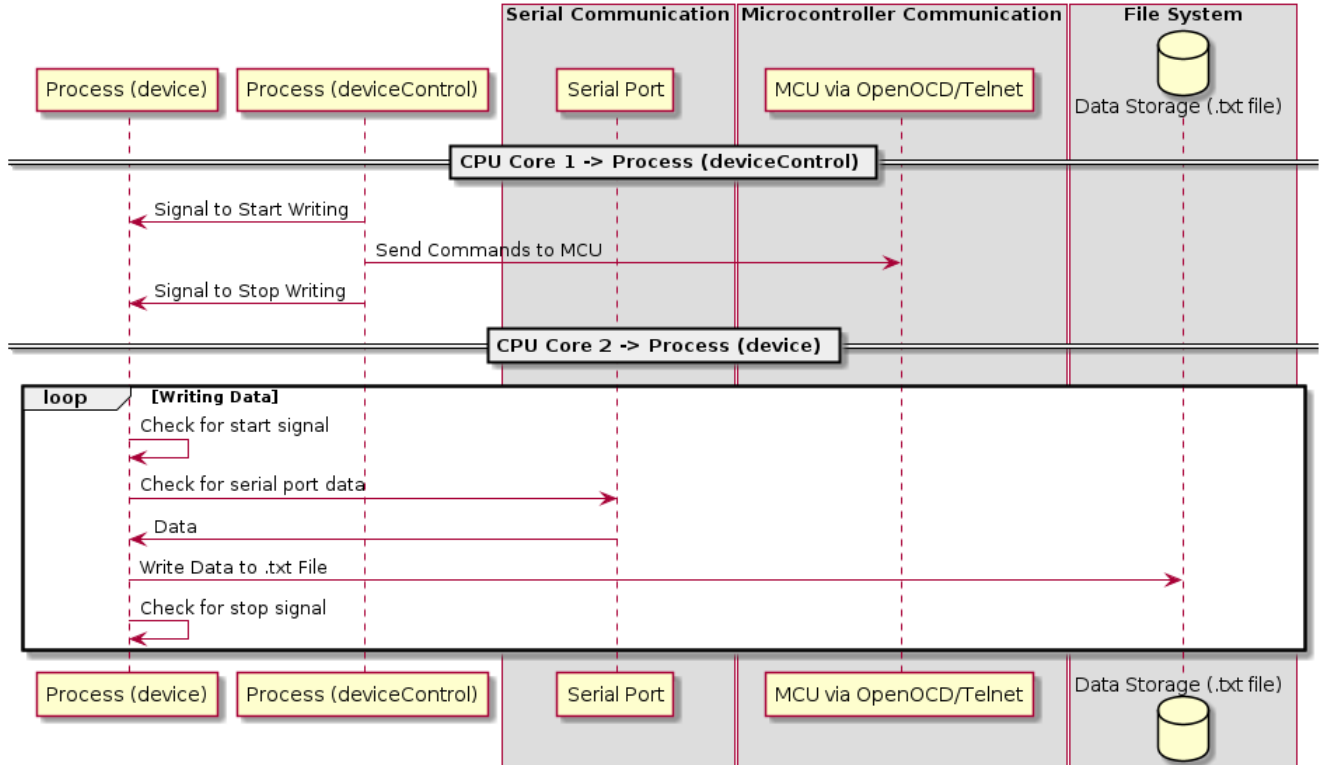 Serial Communication
Microcontroller Communication
File System
Process (device)
Process (deviceControl)
Serial Port
MCU via OpenOCD/Telnet
Data Storage (.txt file)
CPU Core 1 -> Process (deviceControl)
Signal to Start Writing
Send Commands to MCU
Signal to Stop Writing
CPU Core 2 -> Process (device)
loop
[Writing Data]
Check for start signal
Check for serial port data
Data
Write Data to .txt File
Check for stop signal
Process (device)
Process (deviceControl)
Serial Port
MCU via OpenOCD/Telnet
Data Storage (.txt file)